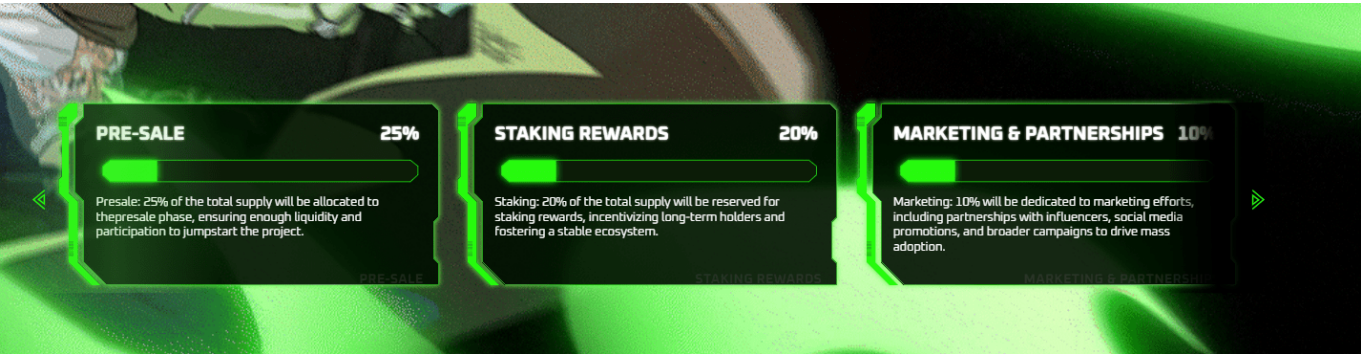 PRE-SALE 25%
Presale: 25% of the total supply will be allocated to
thepresale phase, ensuring enough liquidity and
participation to jumpstart the project.
PRE-SALE
STAKING REWARDS 20%
Staking: 20% of the total supply will be reserved for
staking rewards, incentivizing long-term holders and
fostering a stable ecosystem.
STAKING REWARDS
MARKETING & PARTNERSHIPS 10%
Marketing: 10% will be dedicated to marketing efforts,
including partnerships with influencers, social media
promotions, and broader campaigns to drive mass
adoption.
MARKETING &